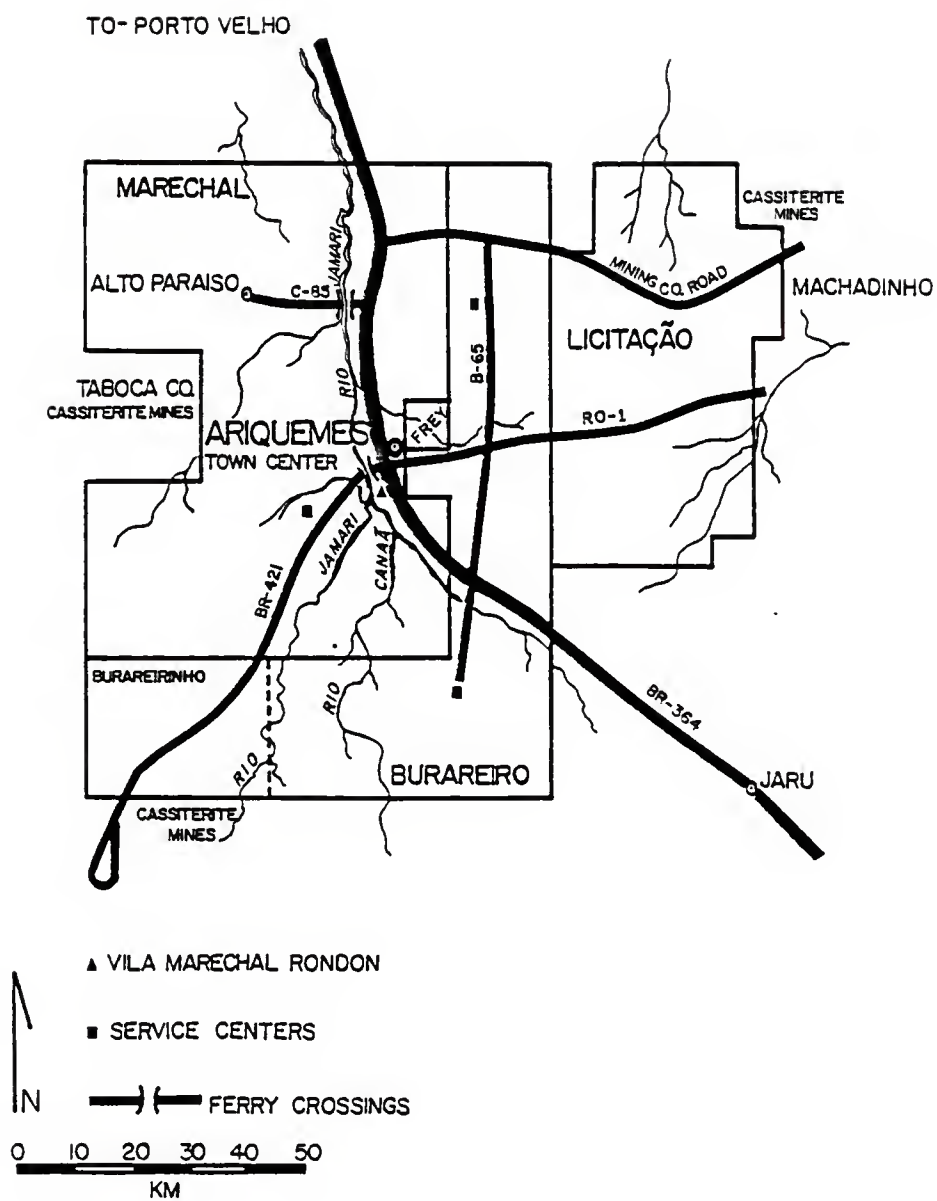 TO- PORTO VELHO
MARECHAL
CASSITERITE
MINES
JAMARI
ALTO PARAISO
C-85
MINING CO. ROAD
MACHADINHO
LICITAÇÃO
B-65
TABOCA CO.
CASSITERITE MINES
RIO
FREY
RO-1
ARIQUEMES
TOWN CENTER
JAMARI
CANAÃ
BR-421
BURAREIRINHO
RIO
BR-364
RIO
BURAREIRO
JARU
CASSITERITE
MINES
VILA MARECHAL RONDON
SERVICE CENTERS
N
FERRY CROSSINGS
0 10 20 30 40 50
KM